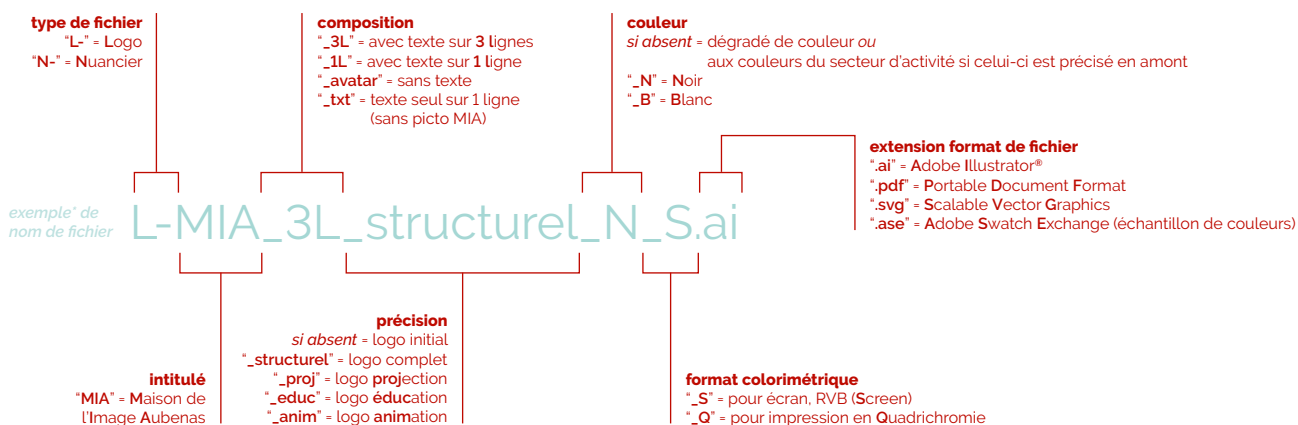 type de fichier
“L-” = Logo
“N-” = Nuancier
composition
“_3L” = avec texte sur 3 lignes
“_1L” = avec texte sur 1 ligne
“_avatar” = sans texte
“_txt” = texte seul sur 1 ligne
(sans picto MIA)
couleur
si absent = dégradé de couleur ou
aux couleurs du secteur d’activité si celui-ci est précisé en amont
“_N” = Noir
“_B” = Blanc
extension format de fichier
“.ai” = Adobe Illustrator®
“.pdf” = Portable Document Format
“.svg” = Scalable Vector Graphics
“.ase” = Adobe Swatch Exchange (échantillon de couleurs)
exemple* de
nom de fichier
L-MIA_3L_structurel_N_S.ai
intitulé
“MIA” = Maison de
l’Image Aubenas
précision
si absent = logo initial
“_structurel” = logo complet
“_proj” = logo projection
“_educ” = logo éducation
“_anim” = logo animation
format colorimétrique
“_S” = pour écran, RVB (Screen)
“_Q” = pour impression en Quadrichromie